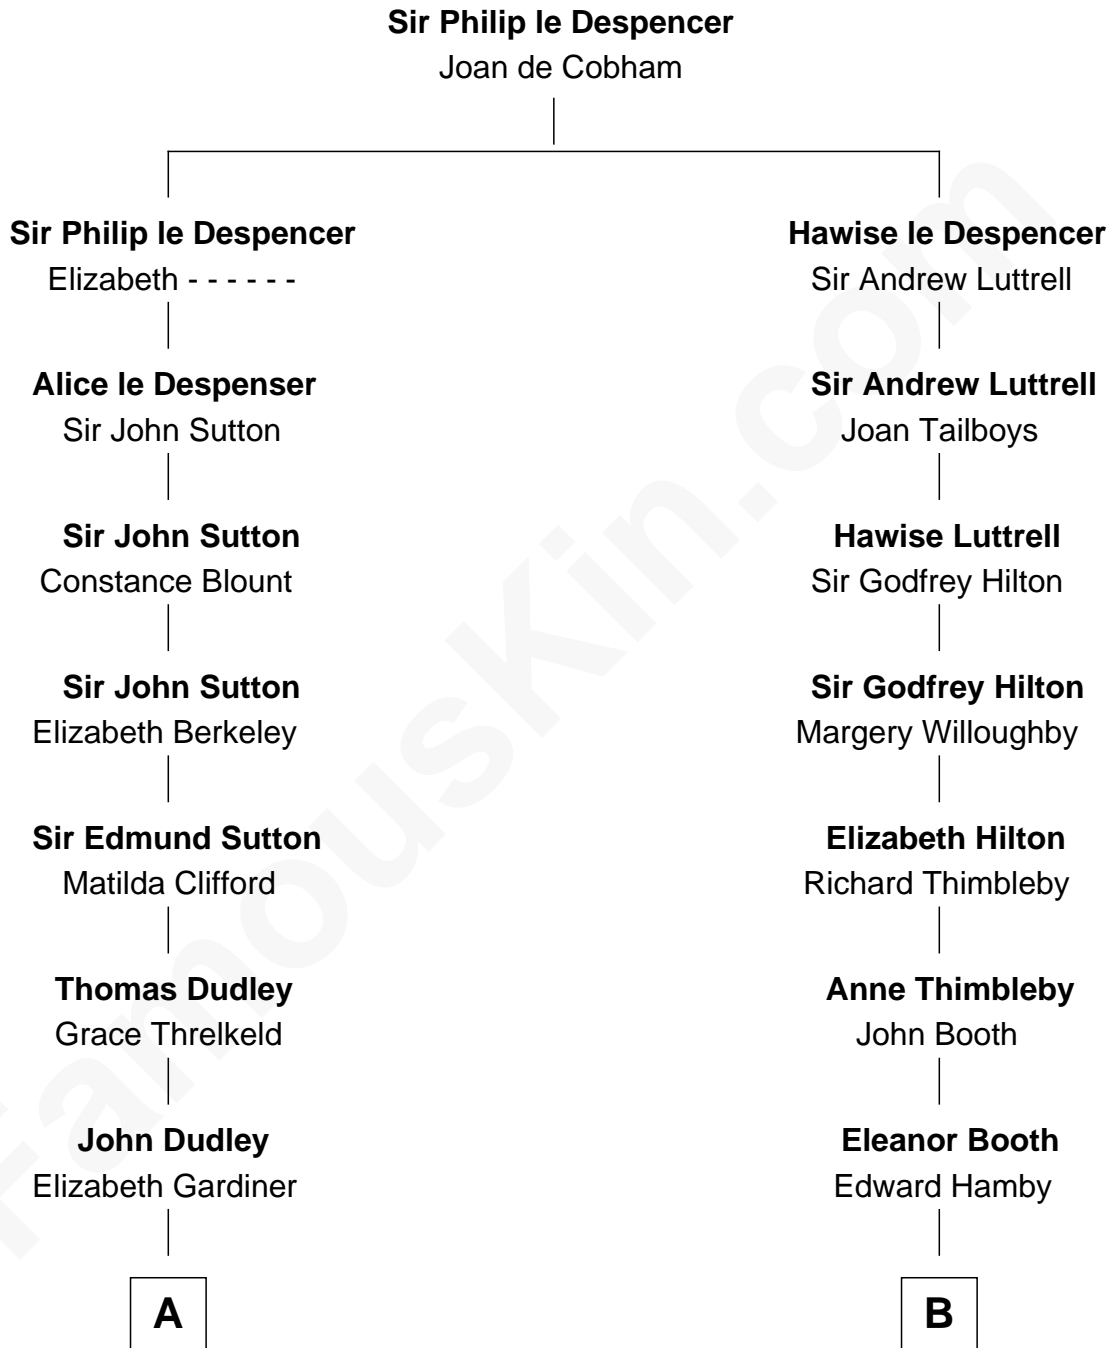 Sir Philip le Despencer
Joan de Cobham
Sir Philip le Despencer
Elizabeth - - - - - -
Hawise le Despencer
Sir Andrew Luttrell
Alice le Despenser
Sir John Sutton
Sir Andrew Luttrell
Joan Tailboys
Sir John Sutton
Constance Blount
Hawise Luttrell
Sir Godfrey Hilton
Sir John Sutton
Elizabeth Berkeley
Sir Godfrey Hilton
Margery Willoughby
Sir Edmund Sutton
Matilda Clifford
Elizabeth Hilton
Richard Thimbleby
Thomas Dudley
Grace Threlkeld
Anne Thimbleby
John Booth
John Dudley
Elizabeth Gardiner
Eleanor Booth
Edward Hamby
A
B
FamousKin.com